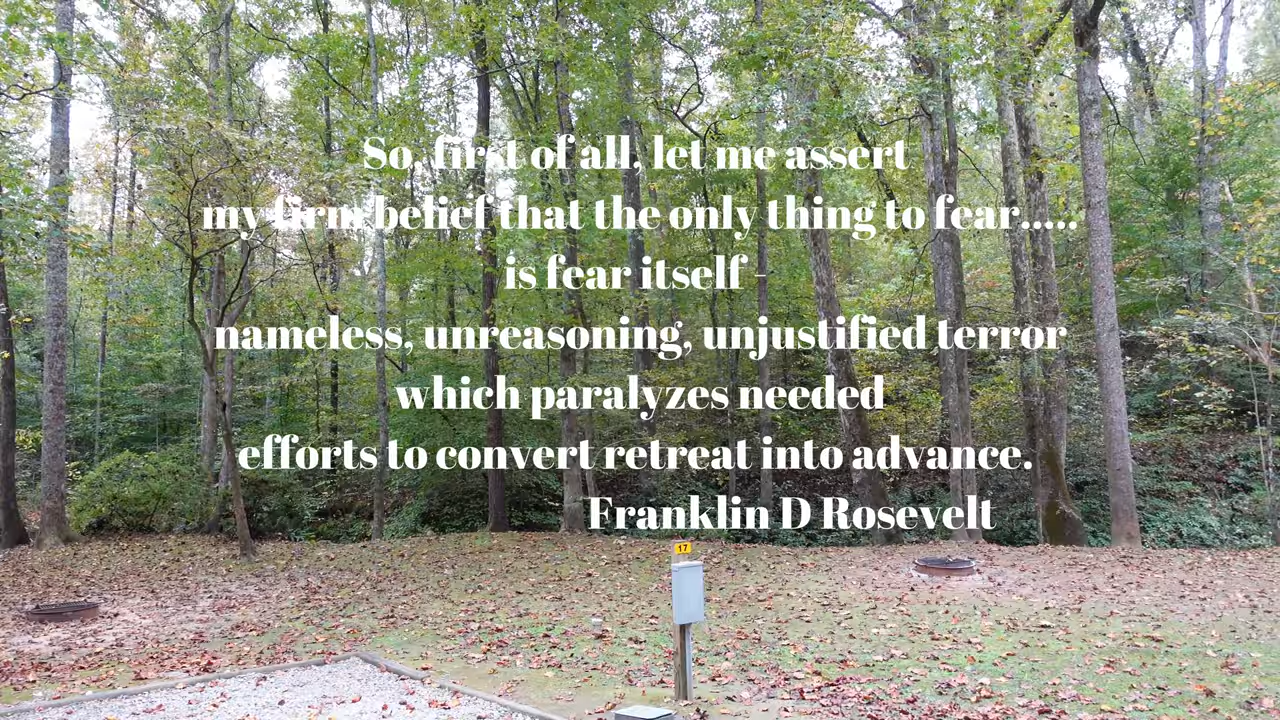 So, first of all, let me assert
my firm belief that the only thing to fear.....
is fear itself -
nameless, unreasoning, unjustified terror
which paralyzes needed
efforts to convert retreat into advance.
Franklin D Rosevelt
17